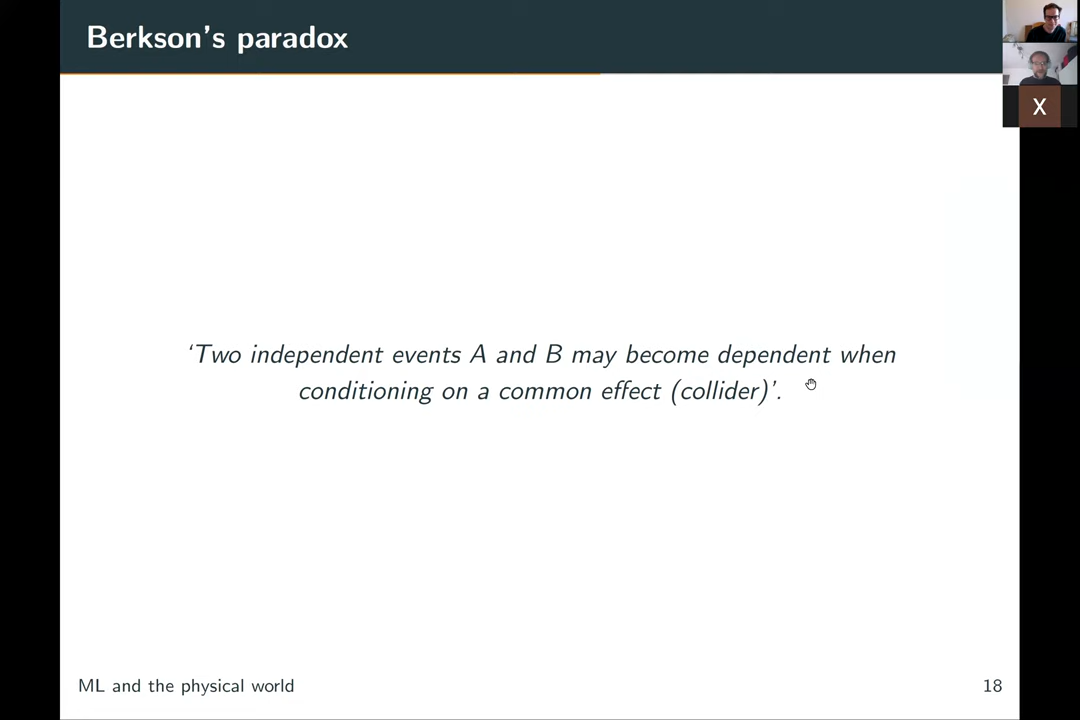 Berkson's paradox
X
‘Two independent events A and B may become dependent when
conditioning on a common effect (collider)’.
ML and the physical world
18